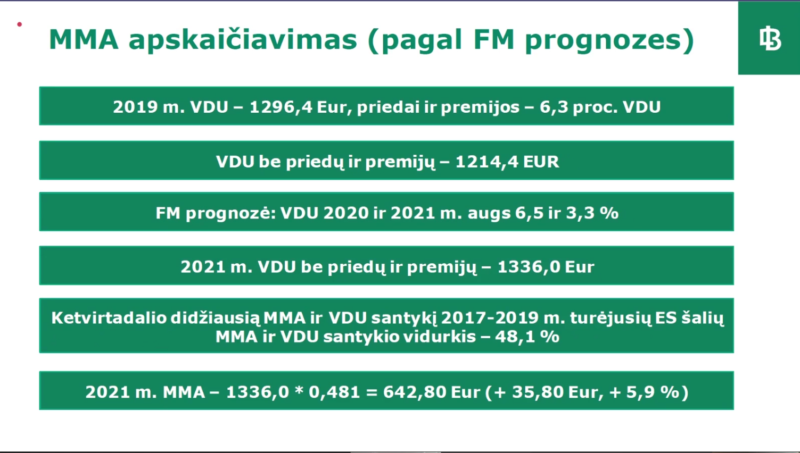 MMA apskaičiavimas (pagal FM prognozes)
2019 m. VDU – 1296,4 Eur, priedai ir premijos – 6,3 proc. VDU
VDU be priedų ir premijų – 1214,4 EUR
FM prognozė: VDU 2020 ir 2021 m. augs 6,5 ir 3,3 %
2021 m. VDU be priedų ir premijų – 1336,0 Eur
Ketvirtadalio didžiausią MMA ir VDU santykį 2017-2019 m. turėjusių ES šalių
MMA ir VDU santykio vidurkis – 48,1 %
2021 m. MMA – 1336,0 * 0,481 = 642,80 Eur (+ 35,80 Eur, + 5,9 %)